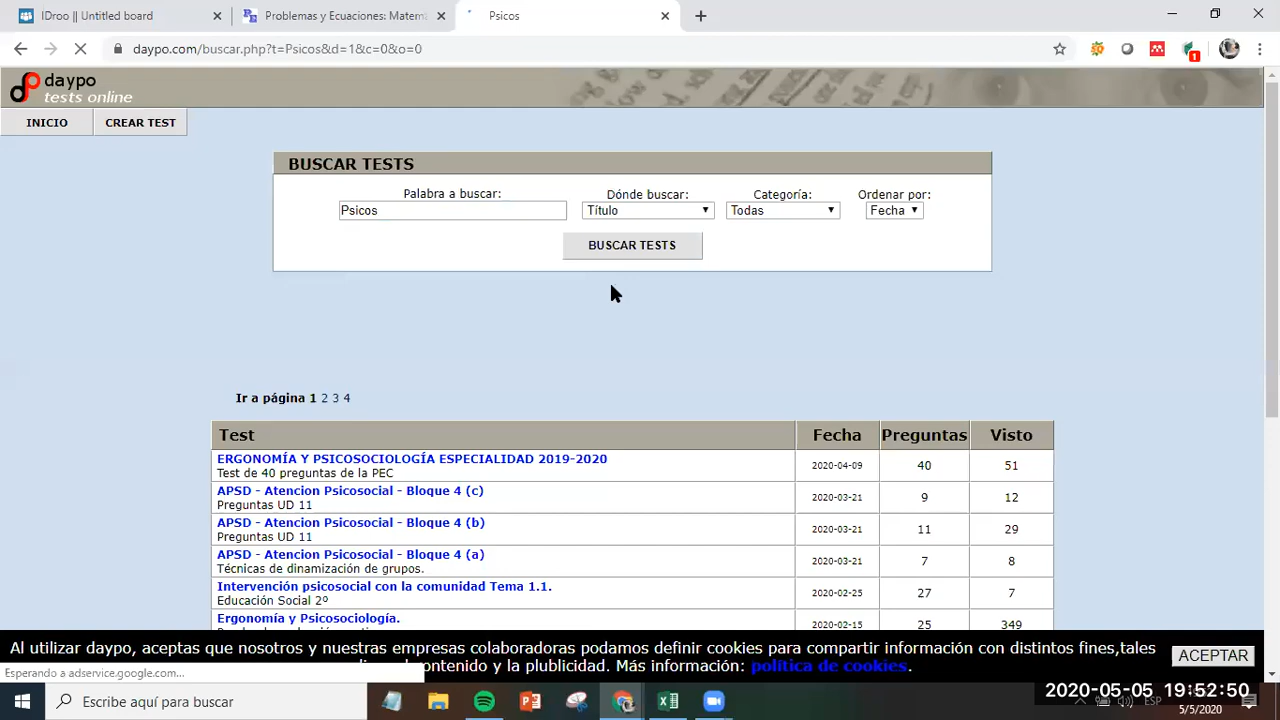 IDroo || Untitled board
Problemas y Ecuaciones: Matemá
Psicos
daypo.com/buscar.php?t=Psicos&d=1&c=0&o=0
1
daypo
tests online
INICIO
CREAR TEST
BUSCAR TESTS
Palabra a buscar: Dónde buscar: Categoría: Ordenar por:
Psicos Título Todas Fecha
BUSCAR TESTS
Ir a página 1 2 3 4
Test Fecha Preguntas Visto
ERGONOMÍA Y PSICOSOCIOLOGÍA ESPECIALIDAD 2019-2020
Test de 40 preguntas de la PEC
2020-04-09 40 51
APSD - Atencion Psicosocial - Bloque 4 (c)
Preguntas UD 11
2020-03-21 9 12
APSD - Atencion Psicosocial - Bloque 4 (b)
Preguntas UD 11
2020-03-21 11 29
APSD - Atencion Psicosocial - Bloque 4 (a)
Técnicas de dinamización de grupos.
2020-03-21 7 8
Intervención psicosocial con la comunidad Tema 1.1.
Educación Social 2º
2020-02-25 27 7
Ergonomía y Psicosociología.
2020-02-15 25 349
Al utilizar daypo, aceptas que nosotros y nuestras empresas colaboradoras podamos definir cookies para compartir información con distintos fines,tales
contenido y la plublicidad. Más información: política de cookies.
ACEPTAR
Esperando a adservice.google.com...
Escribe aquí para buscar
ESP
2020-05-05 19:52:50
5/5/2020